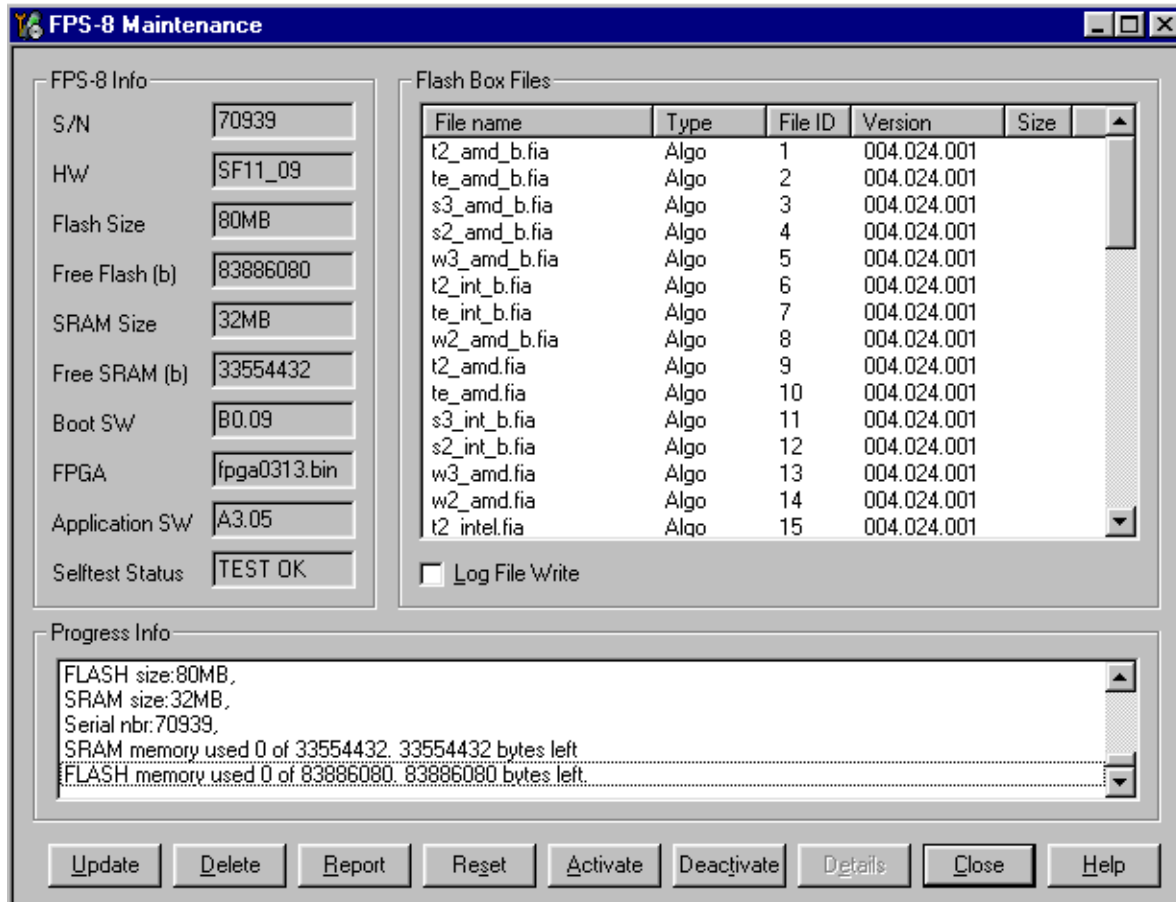 FPS-8 Maintenance
FPS-8 Info
S/N 70939
HW SF11_09
Flash Size 80MB
Free Flash (b) 83886080
SRAM Size 32MB
Free SRAM (b) 33554432
Boot SW B0.09
FPGA fpga0313.bin
Application SW A3.05
Selftest Status TEST OK
Flash Box Files
File name Type File ID Version Size
t2_amd_b.fia Algo 1 004.024.001
te_amd_b.fia Algo 2 004.024.001
s3_amd_b.fia Algo 3 004.024.001
s2_amd_b.fia Algo 4 004.024.001
w3_amd_b.fia Algo 5 004.024.001
t2_int_b.fia Algo 6 004.024.001
te_int_b.fia Algo 7 004.024.001
w2_amd_b.fia Algo 8 004.024.001
t2_amd.fia Algo 9 004.024.001
te_amd.fia Algo 10 004.024.001
s3_int_b.fia Algo 11 004.024.001
s2_int_b.fia Algo 12 004.024.001
w3_amd.fia Algo 13 004.024.001
w2_amd.fia Algo 14 004.024.001
t2_intel.fia Algo 15 004.024.001
Log File Write
Progress Info
FLASH size:80MB,
SRAM size:32MB,
Serial nbr:70939,
SRAM memory used 0 of 33554432. 33554432 bytes left
FLASH memory used 0 of 83886080. 83886080 bytes left.
Update Delete Report Reset Activate Deactivate Details Close Help